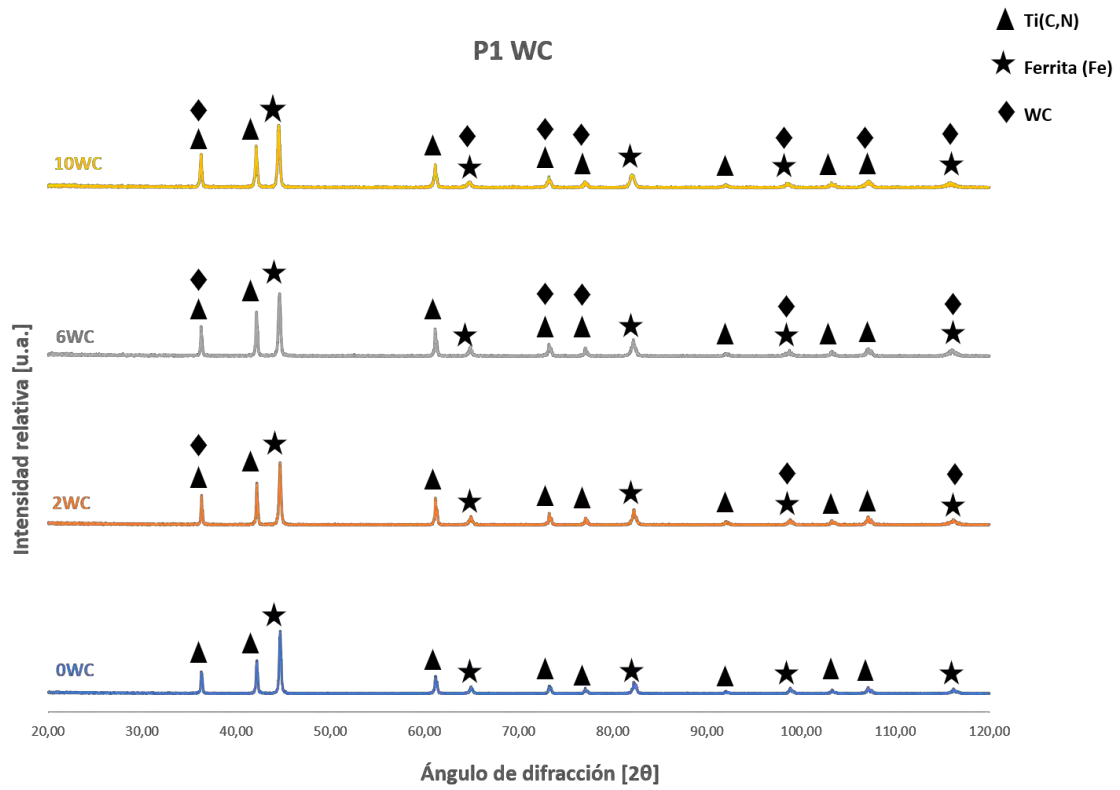 P1 WC
Ti(C,N)
Ferrita (Fe)
WC
10WC
6WC
2WC
0WC
Intensidad relativa [u.a.]
20,00 30,00 40,00 50,00 60,00 70,00 80,00 90,00 100,00 110,00 120,00
Ángulo de difracción [2θ]